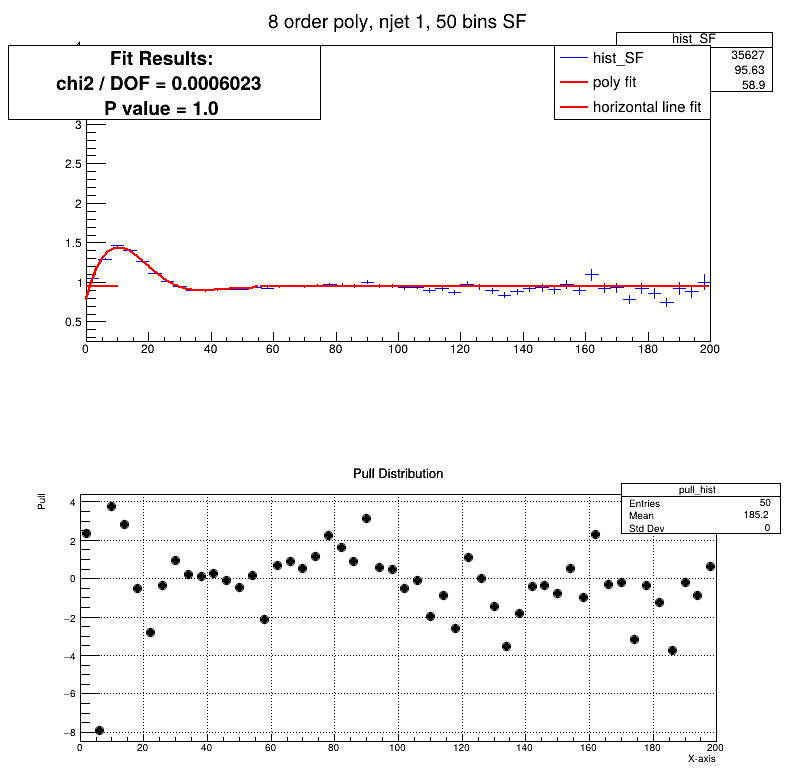 8 order poly, njet 1, 50 bins SF
hist_SF
35627
95.63
58.9
Fit Results:
chi2 / DOF = 0.0006023
P value = 1.0
hist_SF
poly fit
horizontal line fit
3
2.5
2
1.5
1
0.5
0 20 40 60 80 100 120 140 160 180 200
Pull Distribution
pull_hist
Entries 50
Mean 185.2
Std Dev 0
Pull
4
2
0
−2
−4
−6
−8
0 20 40 60 80 100 120 140 160 180 200
X-axis